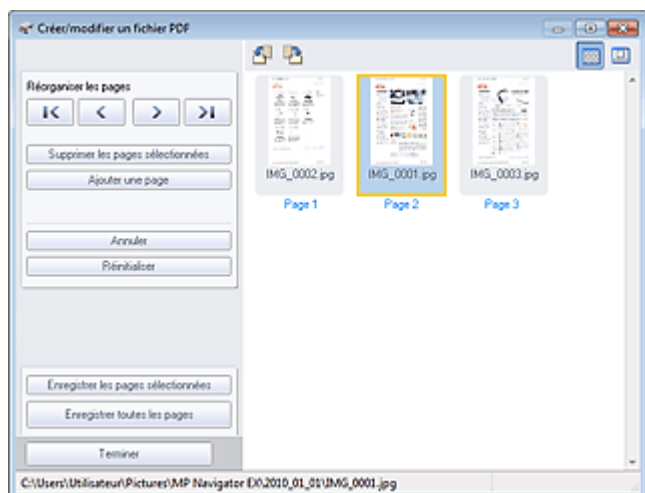 Créer/modifier un fichier PDF
Réorganiser les pages
Supprimer les pages sélectionnées
Ajouter une page
Annuler
Réinitialiser
Enregistrer les pages sélectionnées
Enregistrer toutes les pages
Terminer
IMG_0002.jpg IMG_0001.jpg IMG_0003.jpg
Page 1 Page 2 Page 3
C:\Users\Utilisateur\Pictures\MP Navigator EX\2010_01_01\IMG_0001.jpg